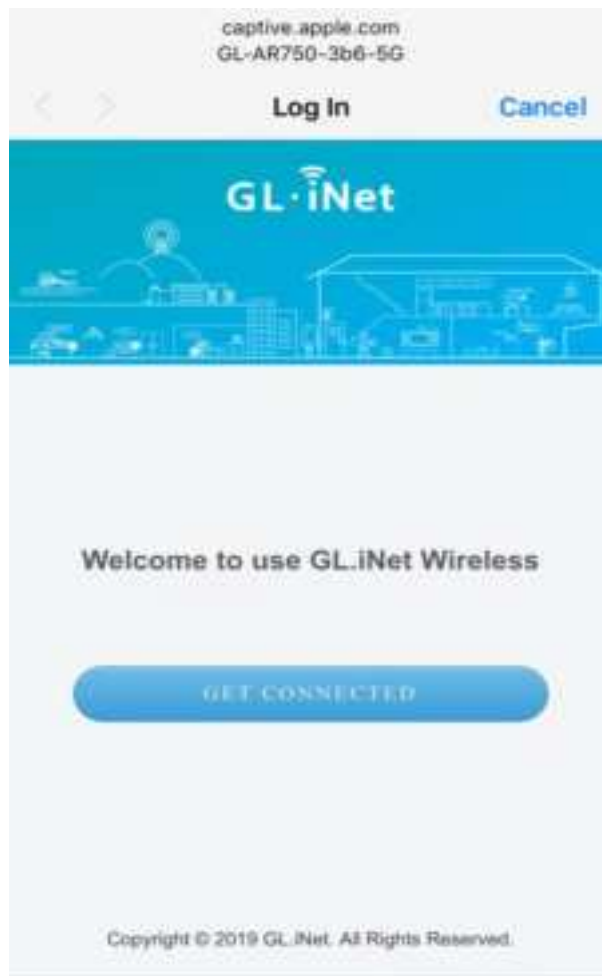 captive.apple.com
GL-AR750-3b6-5G
Log In
Cancel
GL·iNet
Welcome to use GL.iNet Wireless
GET CONNECTED
Copyright © 2019 GL.iNet. All Rights Reserved.